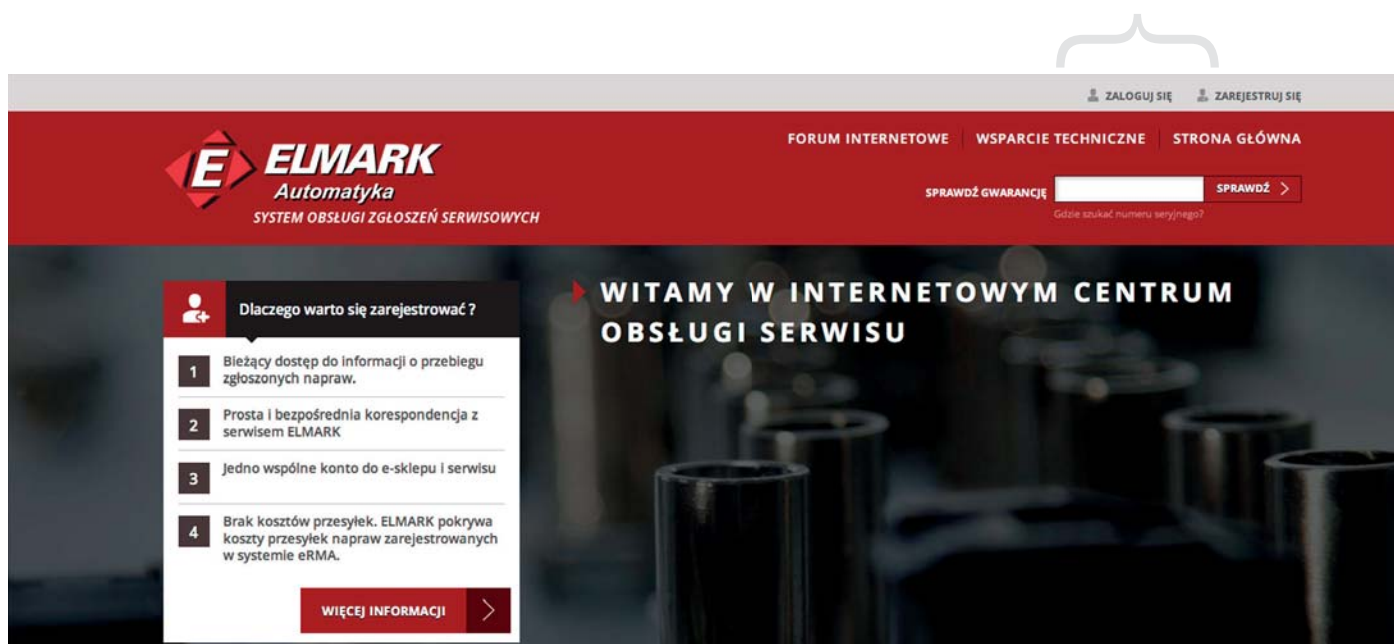 ZALOGUJ SIĘ ZAREJESTRUJ SIĘ
FORUM INTERNETOWE WSPARCIE TECHNICZNE STRONA GŁÓWNA
E ELMARK
Automatyka
SYSTEM OBSŁUGI ZGŁOSZEŃ SERWISOWYCH
SPRAWDŹ GWARANCJĘ SPRAWDŹ
Gdzie szukać numeru seryjnego?
Dlaczego warto się zarejestrować ?
1 Bieżący dostęp do informacji o przebiegu
zgłoszonych napraw.
2 Prosta i bezpośrednia korespondencja z
serwisem ELMARK
3 Jedno wspólne konto do e-sklepu i serwisu
4 Brak kosztów przesyłek. ELMARK pokrywa
koszty przesyłek napraw zarejestrowanych
w systemie eRMA.
WIĘCEJ INFORMACJI
WITAMY W INTERNETOWYM CENTRUM
OBSŁUGI SERWISU